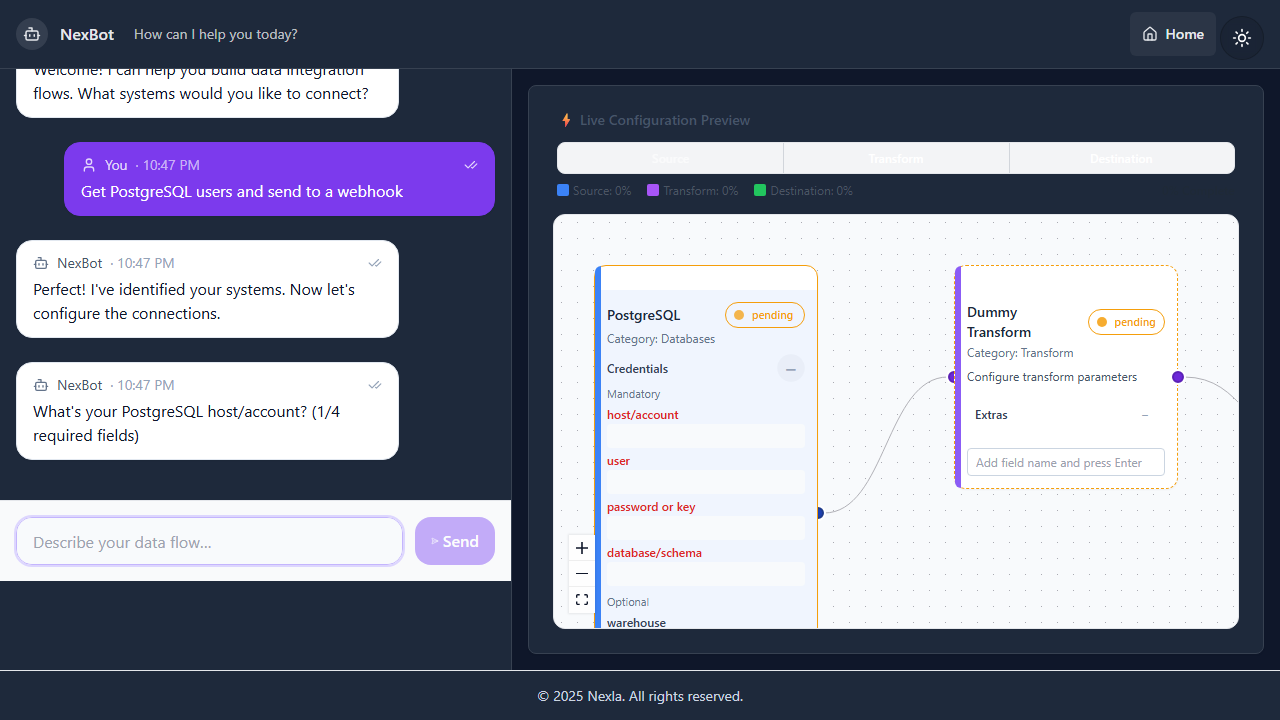 NexBot
How can I help you today?
Home
Welcome! I can help you build data integration
flows. What systems would you like to connect?
You · 10:47 PM
Get PostgreSQL users and send to a webhook
NexBot · 10:47 PM
Perfect! I've identified your systems. Now let's
configure the connections.
NexBot · 10:47 PM
What's your PostgreSQL host/account? (1/4
required fields)
Describe your data flow...
Send
Live Configuration Preview
Source Transform Destination
Source: 0% Transform: 0% Destination: 0%
PostgreSQL
pending
Category: Databases
Credentials
Mandatory
host/account
user
password or key
database/schema
Optional
warehouse
Dummy
Transform
pending
Category: Transform
Configure transform parameters
Extras
Add field name and press Enter
© 2025 Nexla. All rights reserved.